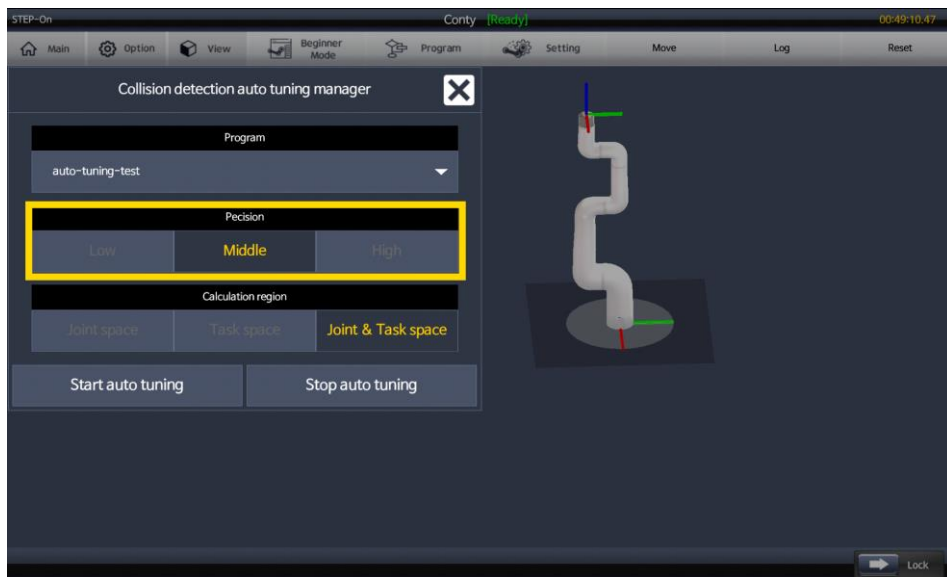 STEP-On
Conty [Ready]
00:49:10.47
Main
Option
View
Beginner
Mode
Program
Setting
Move
Log
Reset
Collision detection auto tuning manager
Program
auto-tuning-test
Pecision
Low
Middle
High
Calculation region
Joint space
Task space
Joint & Task space
Start auto tuning
Stop auto tuning
Lock